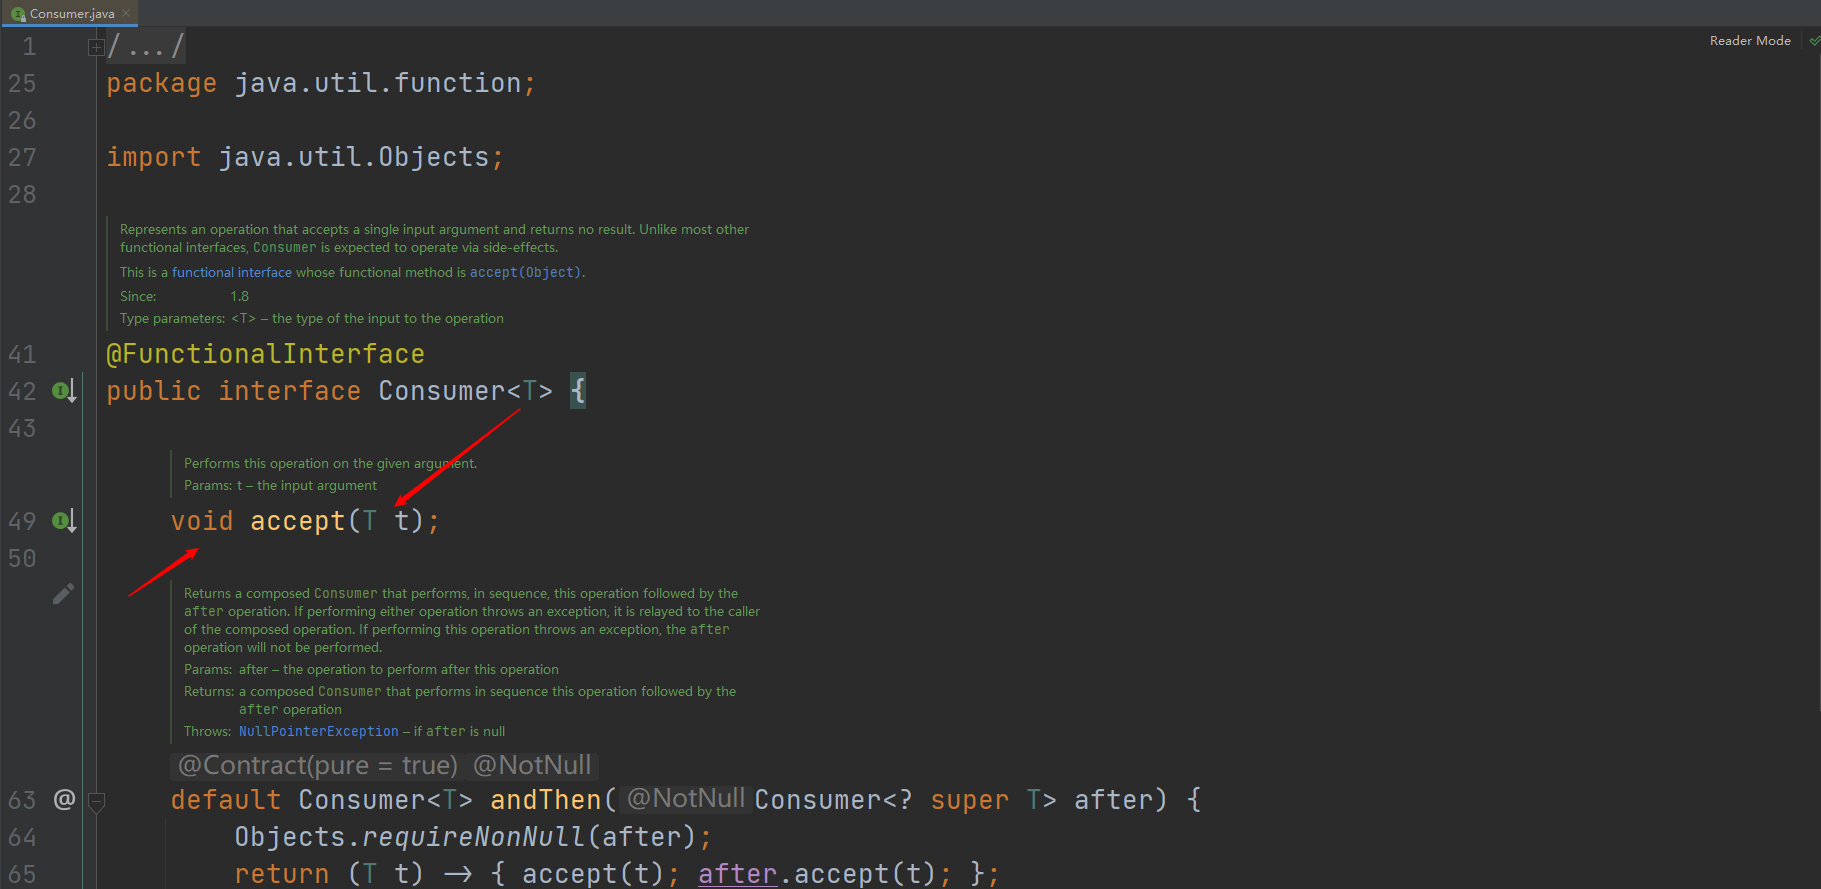 Consumer.java
Reader Mode
1 /.../
25 package java.util.function;
26
27 import java.util.Objects;
28
Represents an operation that accepts a single input argument and returns no result. Unlike most other
functional interfaces, Consumer is expected to operate via side-effects.
This is a functional interface whose functional method is accept(Object).
Since: 1.8
Type parameters: <T> – the type of the input to the operation
41 @FunctionalInterface
42 public interface Consumer<T> {
43
Performs this operation on the given argument.
Params: t – the input argument
49 void accept(T t);
50
Returns a composed Consumer that performs, in sequence, this operation followed by the
after operation. If performing either operation throws an exception, it is relayed to the caller
of the composed operation. If performing this operation throws an exception, the after
operation will not be performed.
Params: after – the operation to perform after this operation
Returns: a composed Consumer that performs in sequence this operation followed by the
after operation
Throws: NullPointerException – if after is null
@Contract(pure = true) @NotNull
63 @ default Consumer<T> andThen( @NotNull Consumer<? super T> after) {
64 Objects.requireNonNull(after);
65 return (T t) → { accept(t); after.accept(t); };